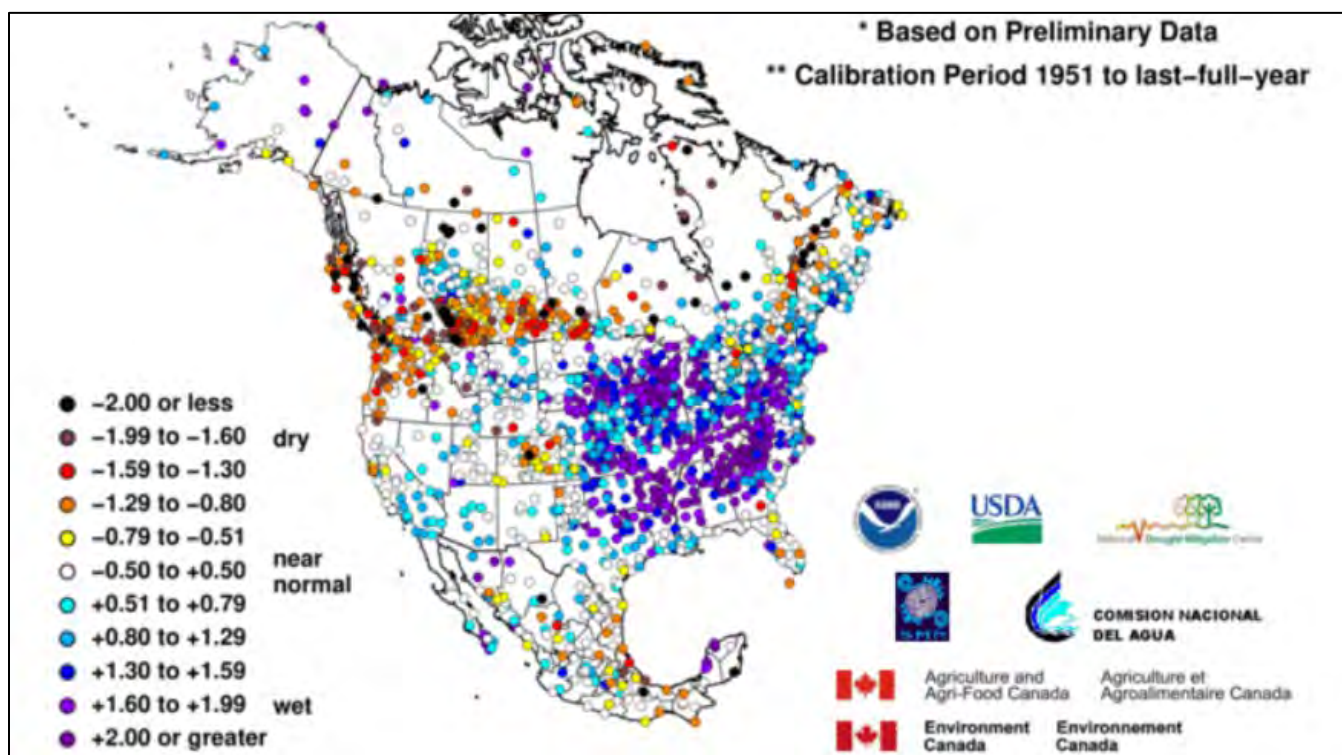 * Based on Preliminary Data
** Calibration Period 1951 to last-full-year
-2.00 or less
-1.99 to -1.60
dry
-1.59 to -1.30
-1.29 to -0.80
-0.79 to -0.51
-0.50 to +0.50
near
normal
+0.51 to +0.79
+0.80 to +1.29
+1.30 to +1.59
+1.60 to +1.99
wet
+2.00 or greater
USDA
National Drought Mitigation Center
COMISION NACIONAL
DEL AGUA
Agriculture and
Agri-Food Canada
Agriculture et
Agroalimentaire Canada
Environment
Canada
Environnement
Canada